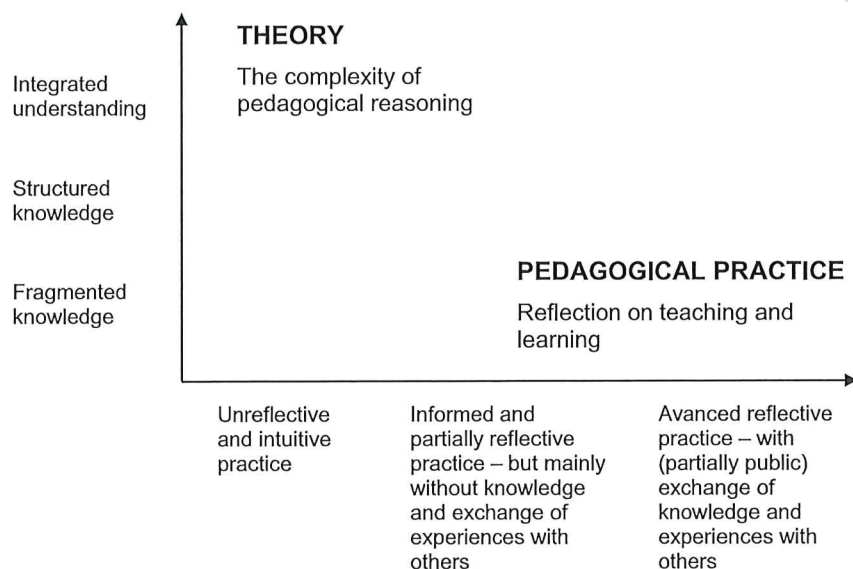 THEORY
The complexity of
pedagogical reasoning
Integrated
understanding
Structured
knowledge
Fragmented
knowledge
PEDAGOGICAL PRACTICE
Reflection on teaching and
learning
Unreflective
and intuitive
practice
Informed and
partially reflective
practice – but mainly
without knowledge
and exchange of
experiences with
others
Avanced reflective
practice – with
(partially public)
exchange of
knowledge and
experiences with
others